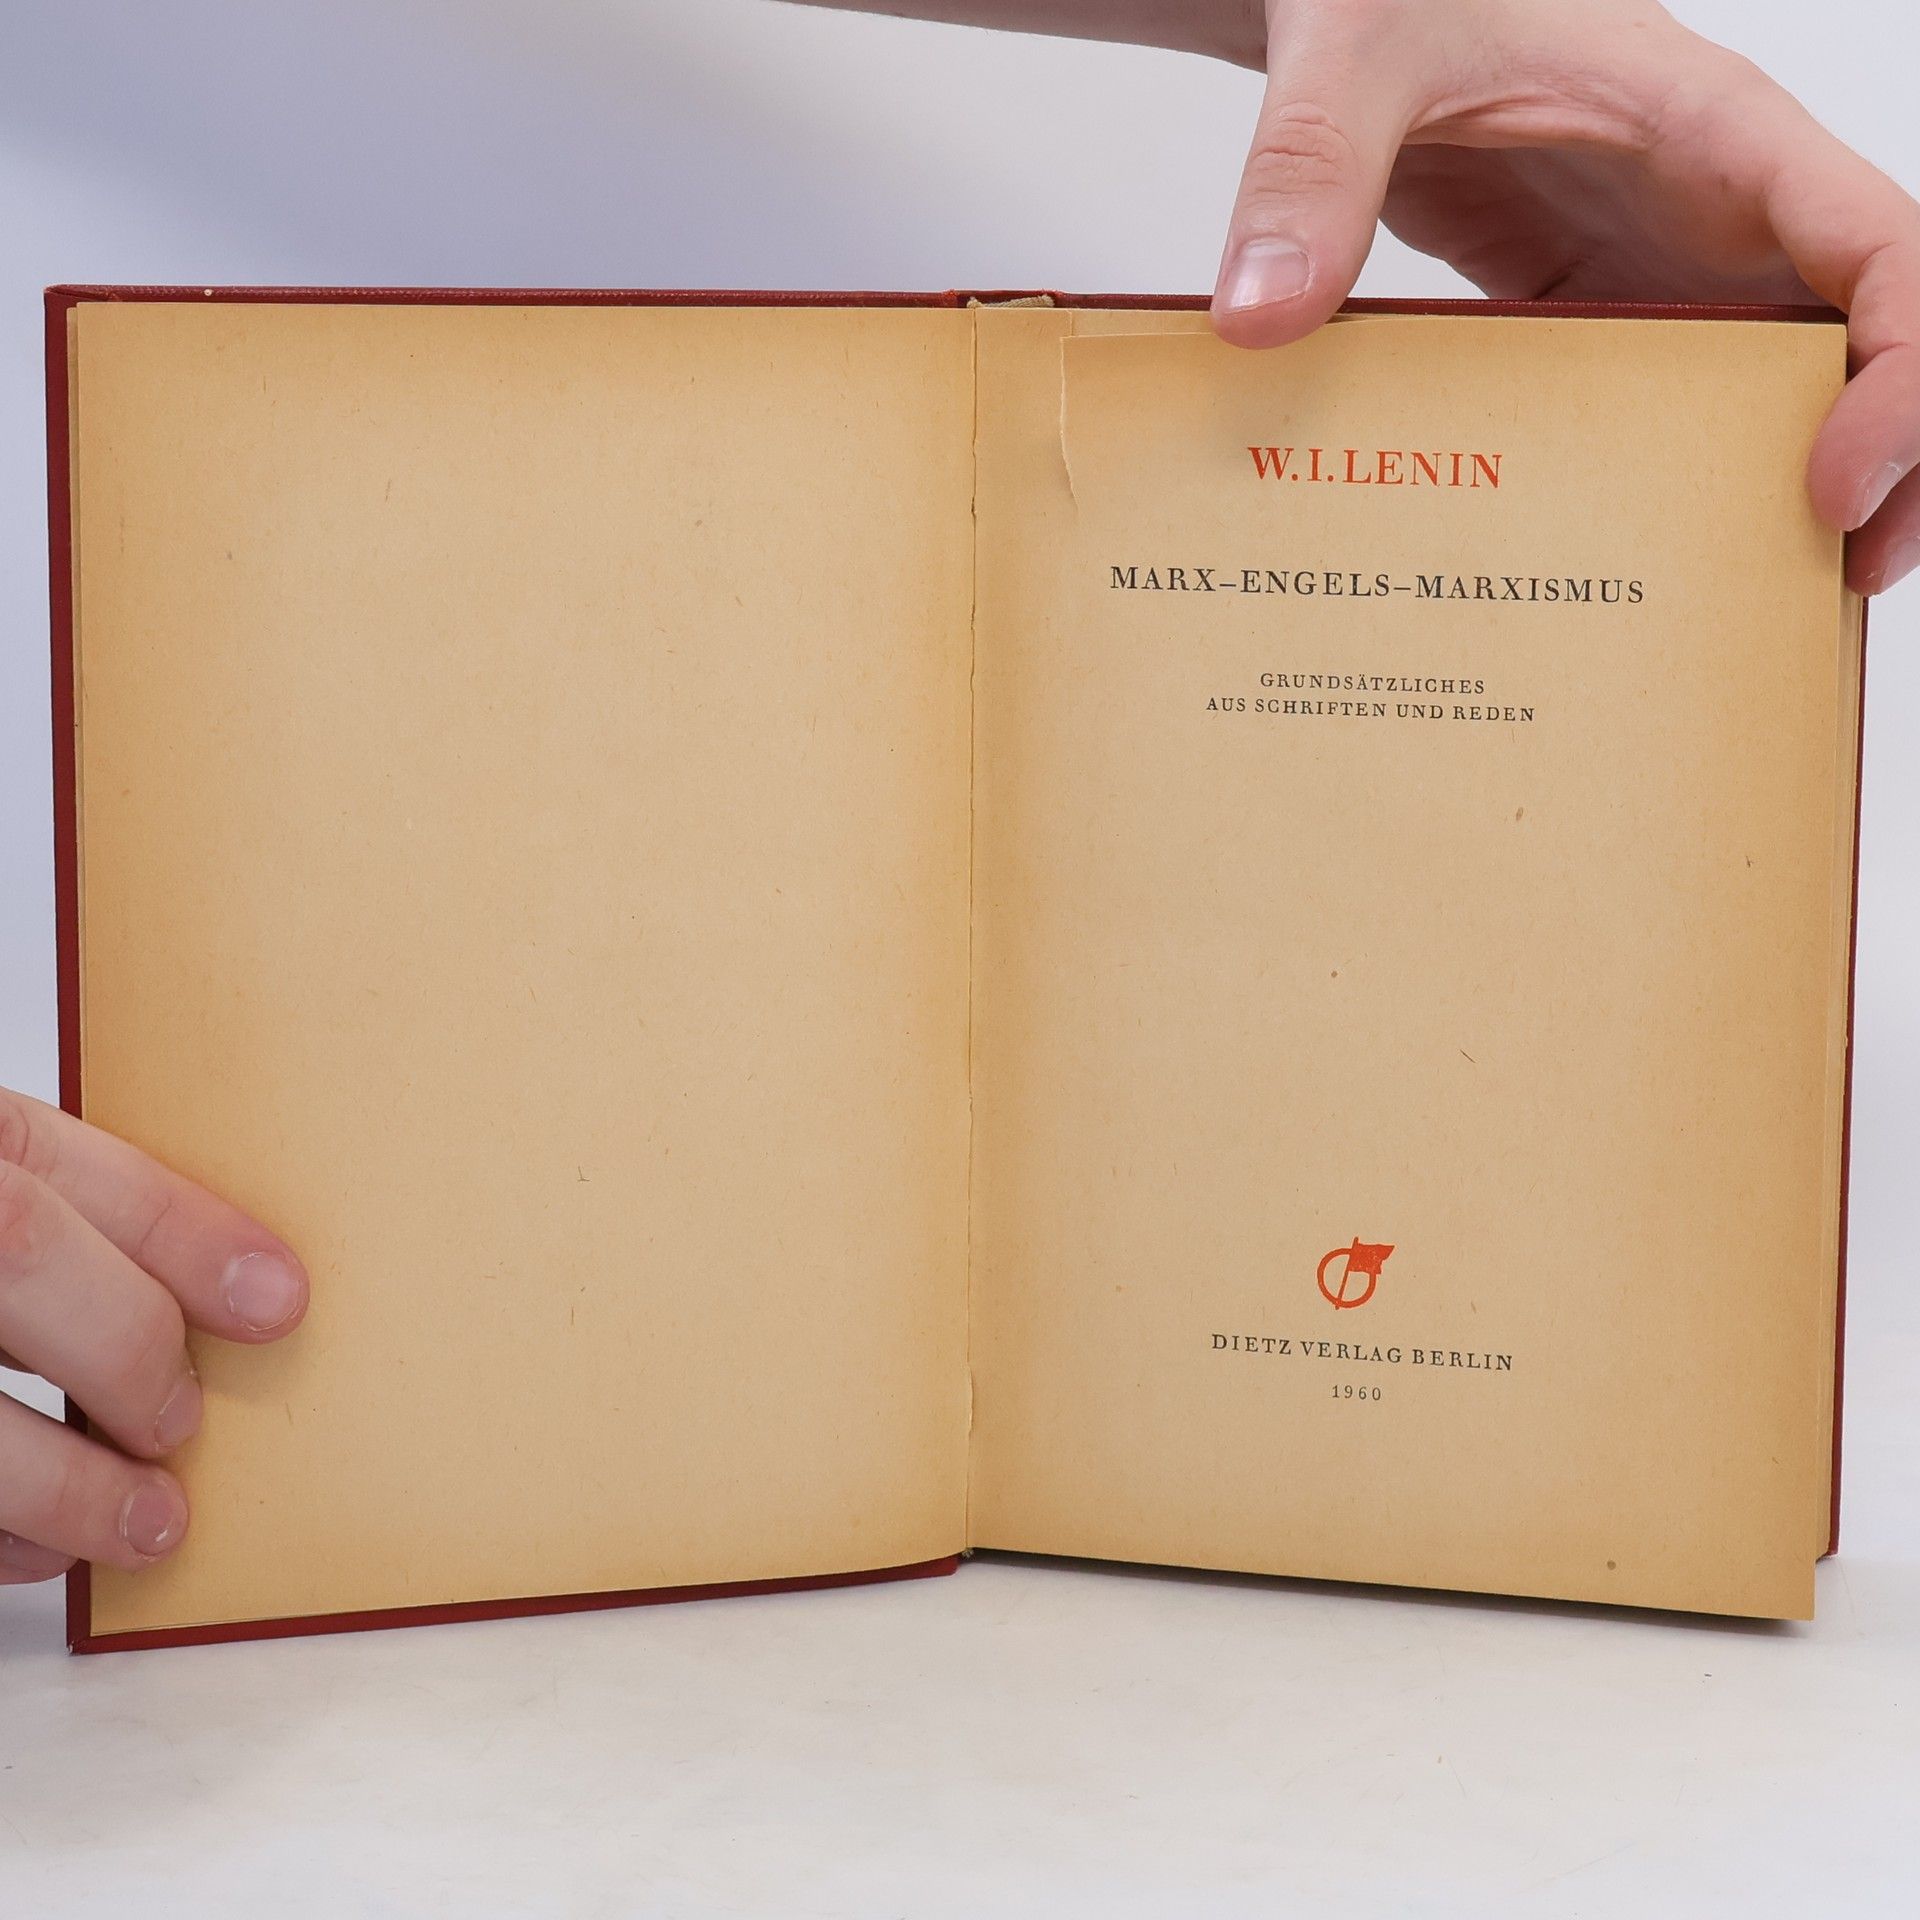 W. I. LENIN
MARX–ENGELS–MARXISMUS
GRUNDSÄTZLICHES
AUS SCHRIFTEN UND REDEN
DIETZ VERLAG BERLIN
1960